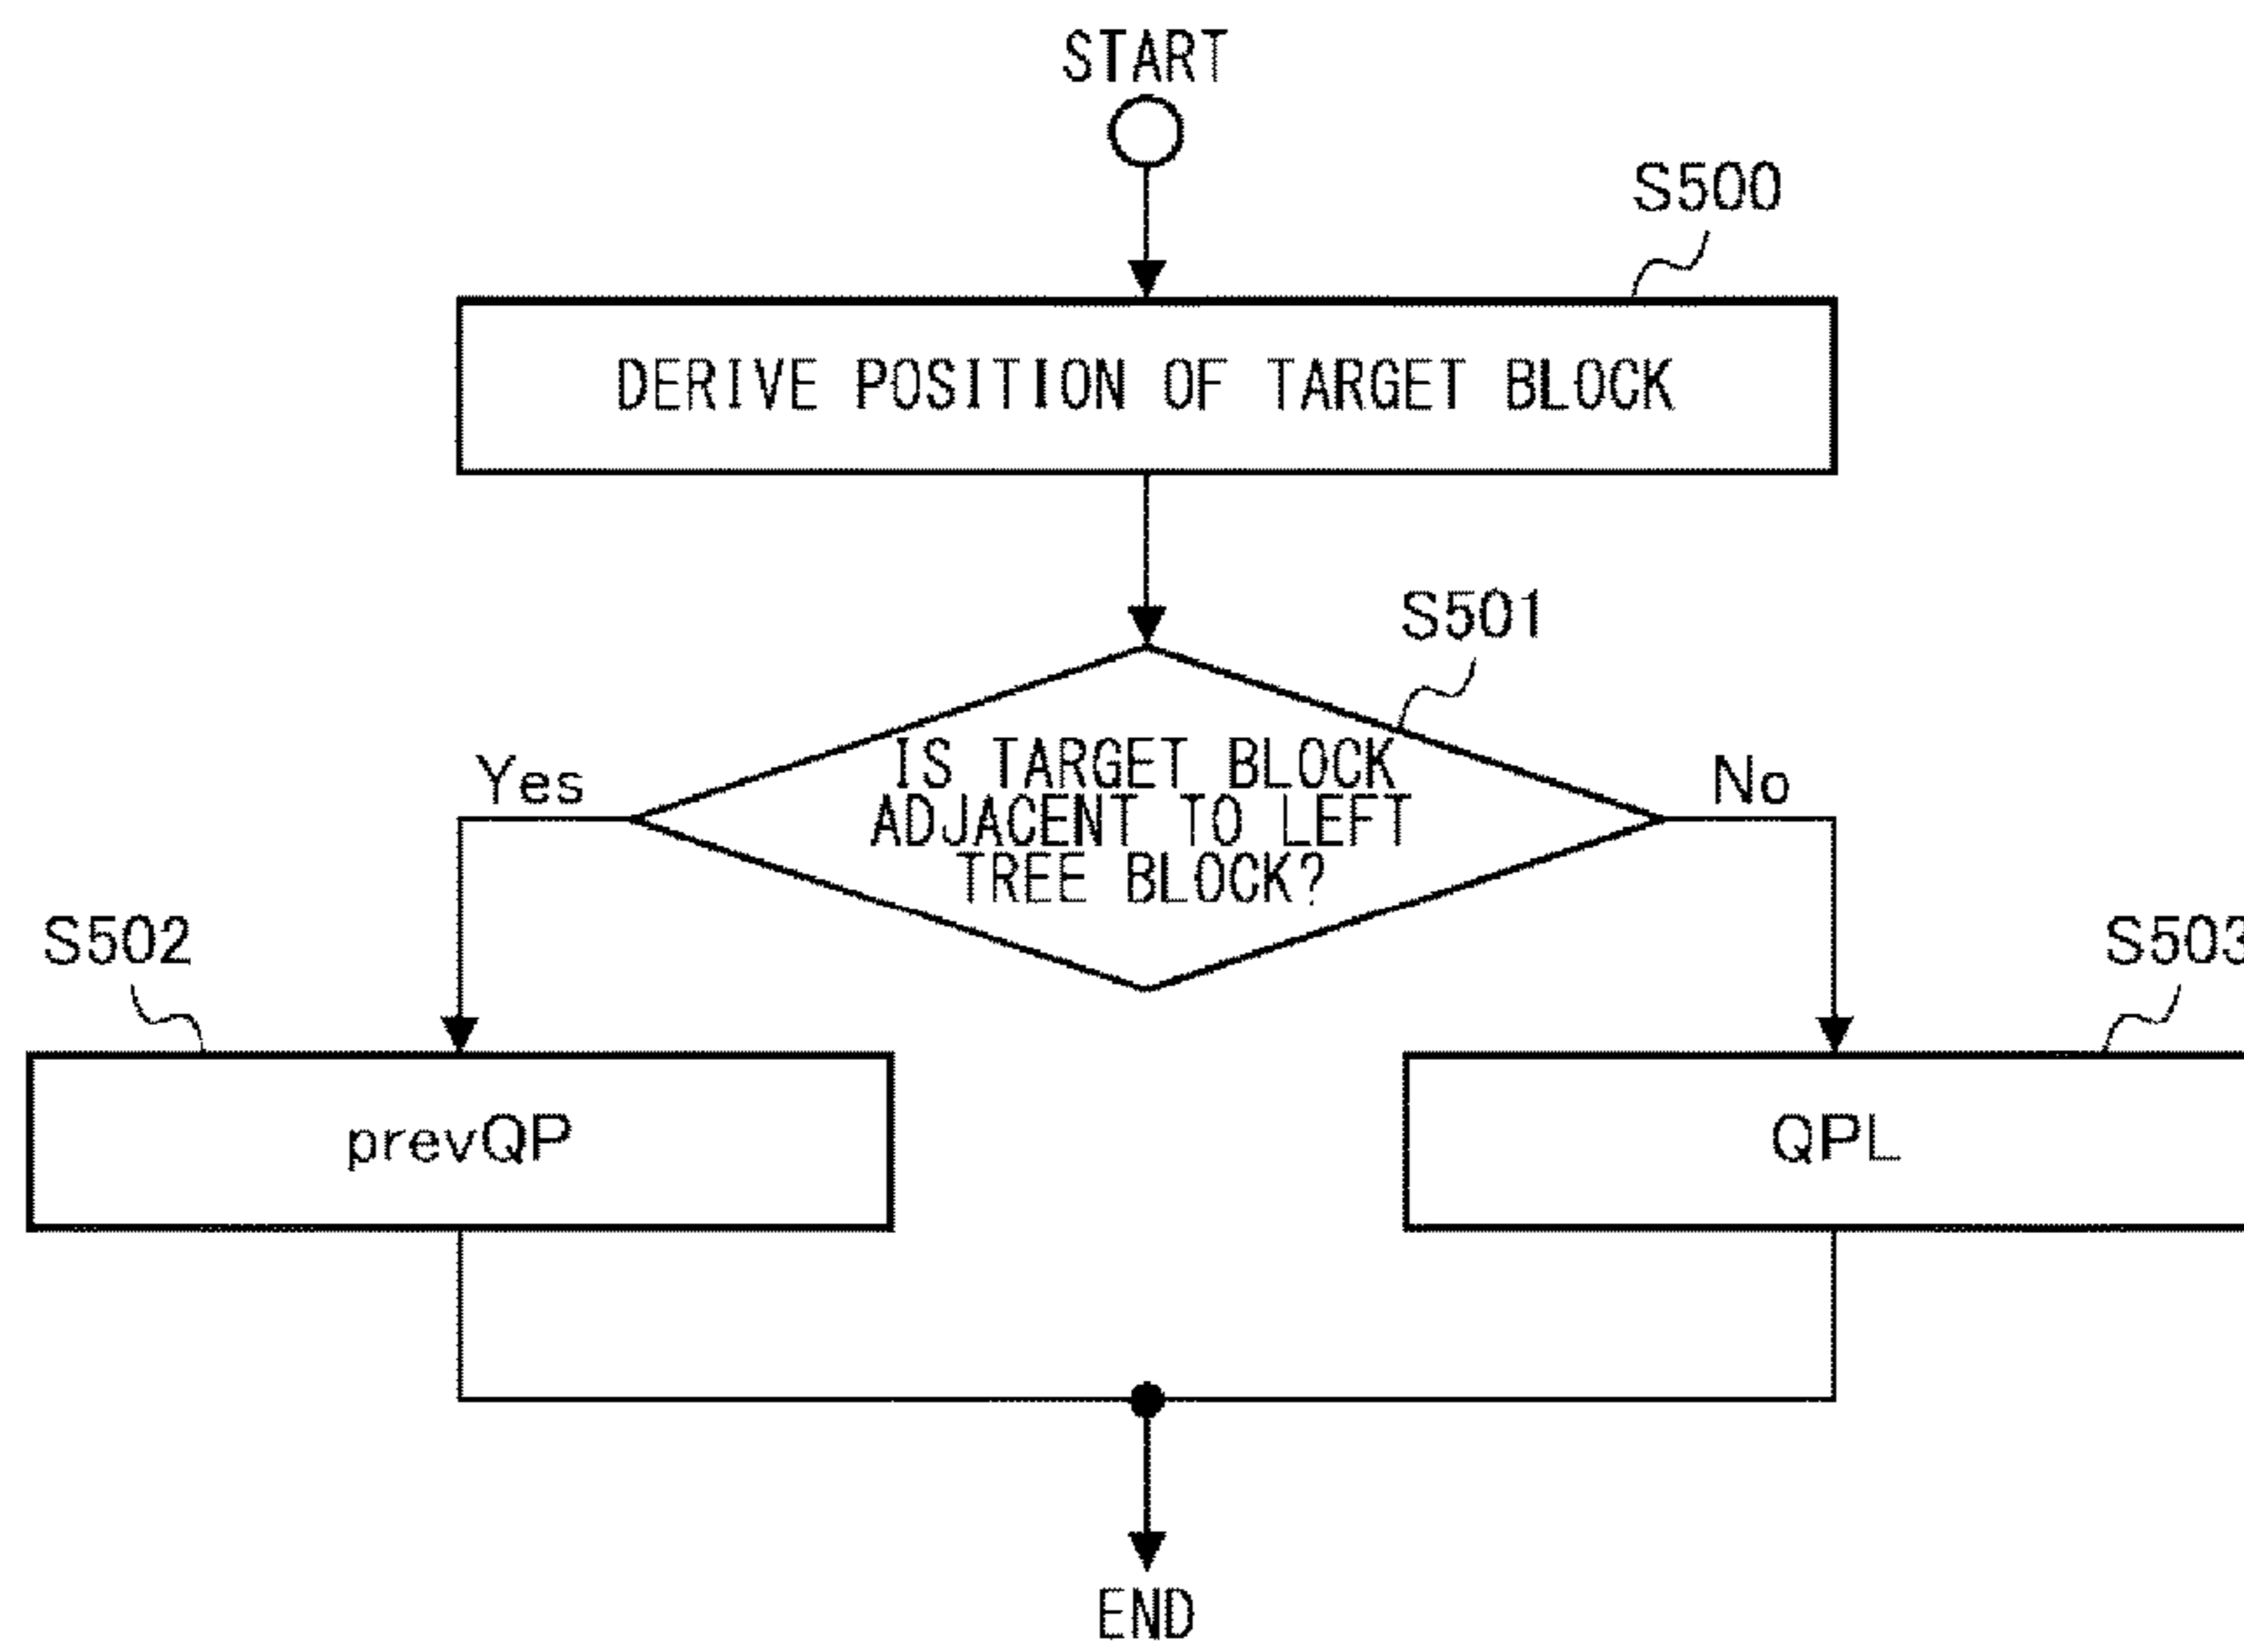 START
S500
DERIVE POSITION OF TARGET BLOCK
S501
IS TARGET BLOCK
ADJACENT TO LEFT
TREE BLOCK?
Yes
No
S502
S503
prevQP
QPL
END